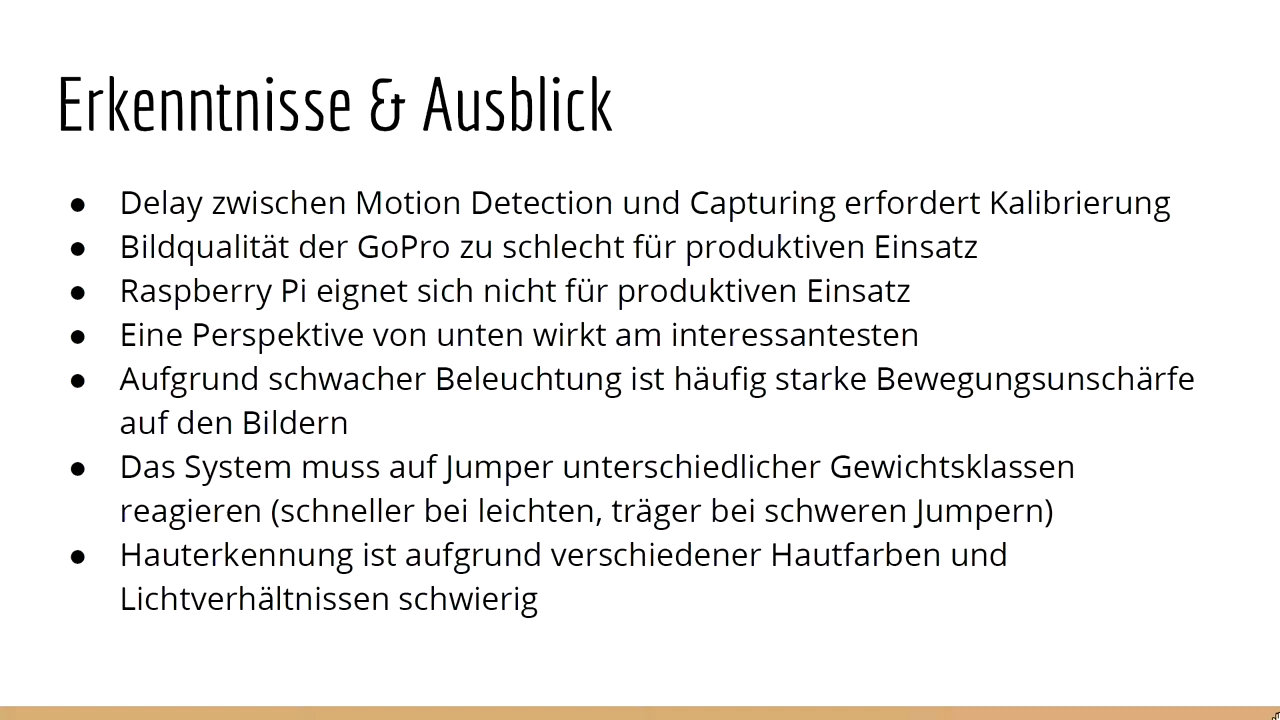 Erkenntnisse & Ausblick
● Delay zwischen Motion Detection und Capturing erfordert Kalibrierung
● Bildqualität der GoPro zu schlecht für produktiven Einsatz
● Raspberry Pi eignet sich nicht für produktiven Einsatz
● Eine Perspektive von unten wirkt am interessantesten
● Aufgrund schwacher Beleuchtung ist häufig starke Bewegungsunschärfe
auf den Bildern
● Das System muss auf Jumper unterschiedlicher Gewichtsklassen
reagieren (schneller bei leichten, träger bei schweren Jumpern)
● Hauterkennung ist aufgrund verschiedener Hautfarben und
Lichtverhältnissen schwierig